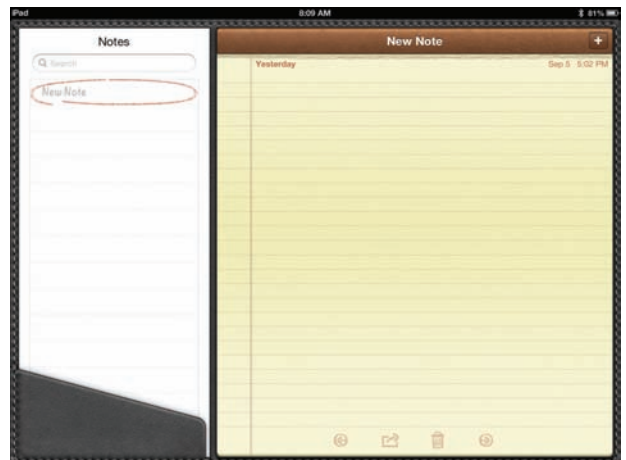 iPad 8:09 AM 81%
Notes New Note +
Search
Yesterday Sep 5 5:02 PM
New Note